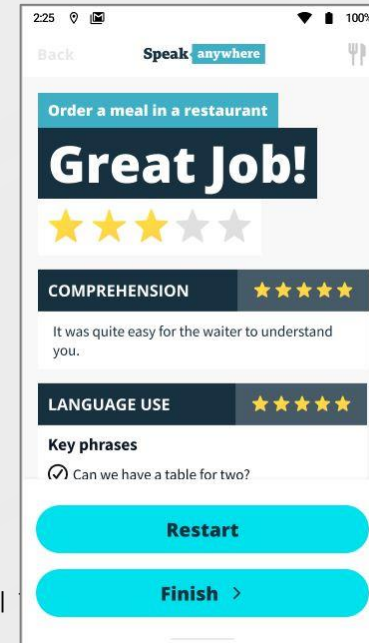 2:25 100%
Back Speak anywhere
Order a meal in a restaurant
Great Job!
COMPREHENSION
It was quite easy for the waiter to understand
you.
LANGUAGE USE
Key phrases
Can we have a table for two?
Restart
Finish >